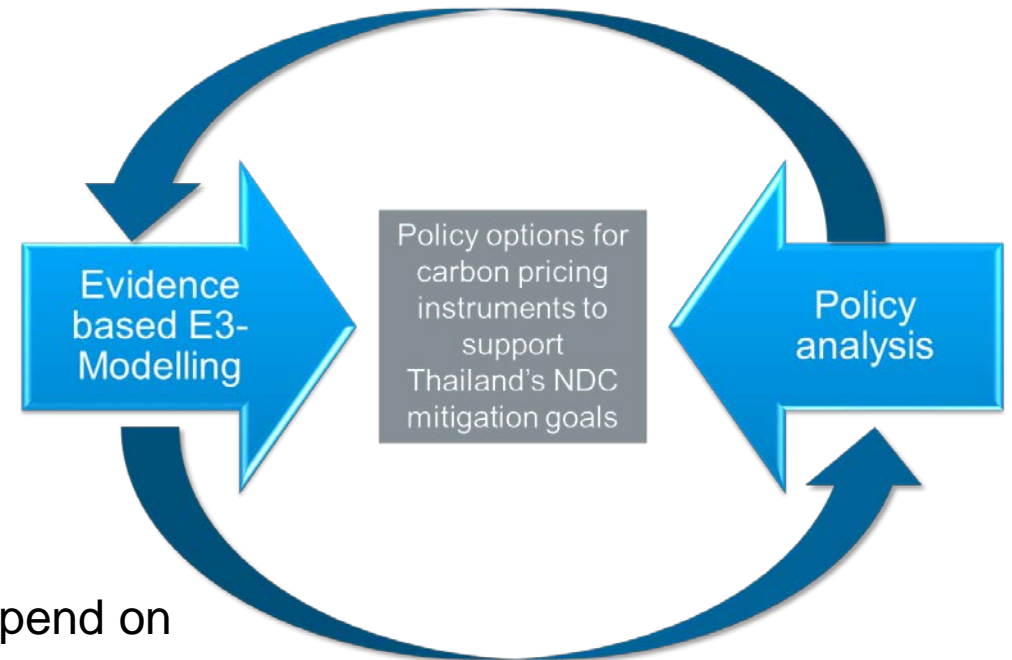 Evidence
based E3-
Modelling
Policy options for
carbon pricing
instruments to
support
Thailand's NDC
mitigation goals
Policy
analysis
pend on